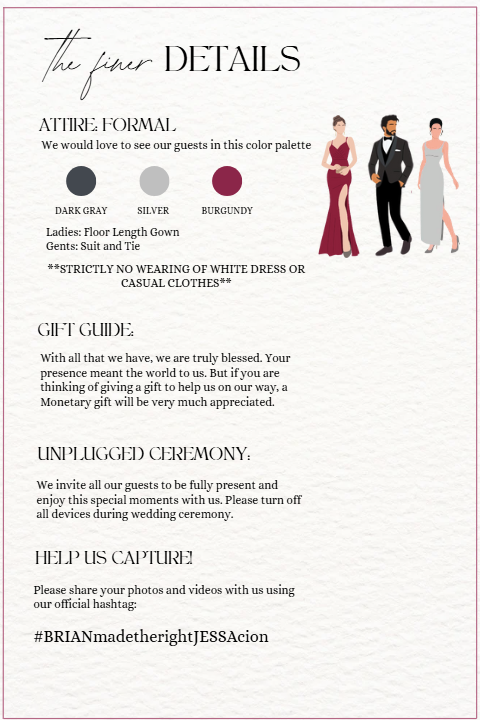 the finer DETAILS
ATTIRE: FORMAL
We would love to see our guests in this color palette
DARK GRAY SILVER BURGUNDY
Ladies: Floor Length Gown
Gents: Suit and Tie
**STRICTLY NO WEARING OF WHITE DRESS OR
CASUAL CLOTHES**
GIFT GUIDE:
With all that we have, we are truly blessed. Your
presence meant the world to us. But if you are
thinking of giving a gift to help us on our way, a
Monetary gift will be very much appreciated.
UNPLUGGED CEREMONY:
We invite all our guests to be fully present and
enjoy this special moments with us. Please turn off
all devices during wedding ceremony.
HELP US CAPTURE!
Please share your photos and videos with us using
our official hashtag:
#BRIANmadetherightJESSAcion